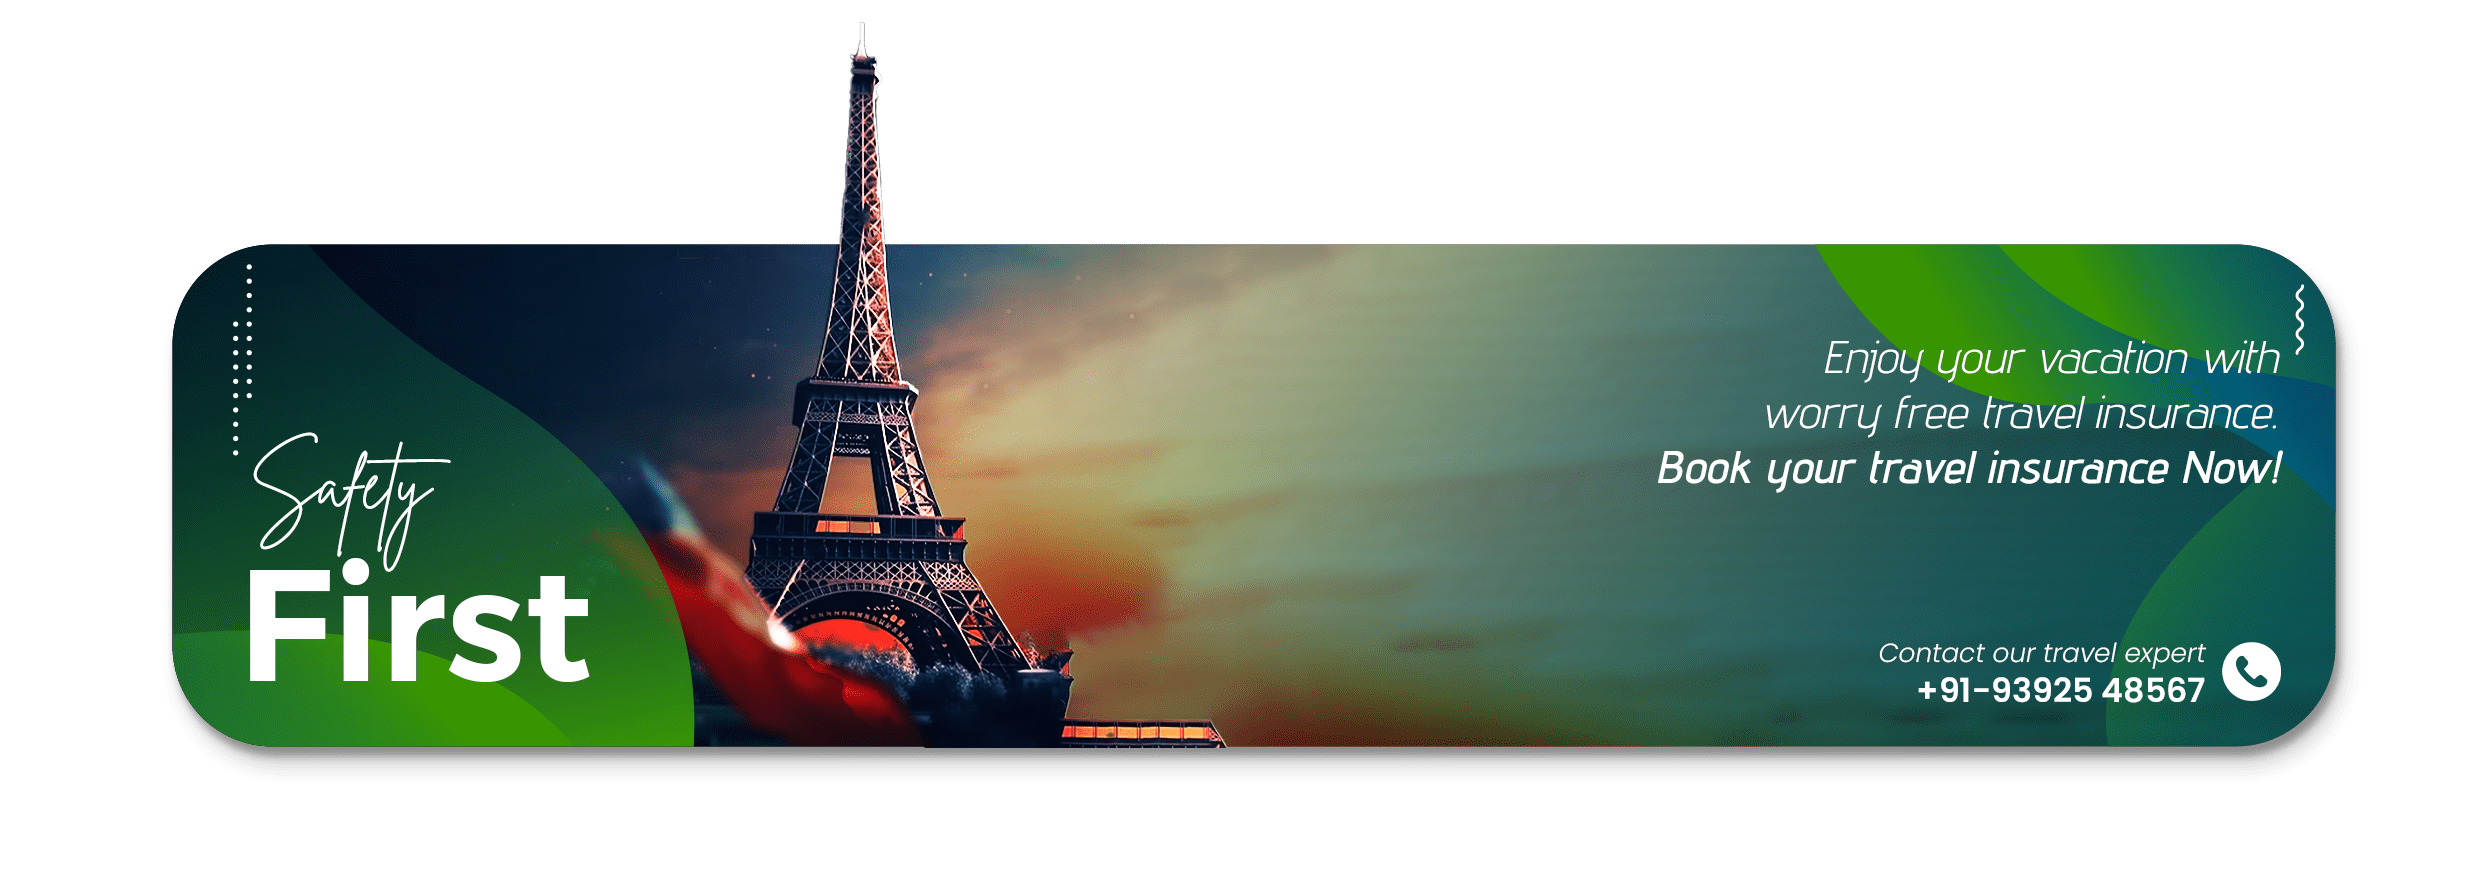 Safety
First
Enjoy your vacation with
worry free travel insurance.
Book your travel insurance Now!
Contact our travel expert
+91-93925 48567